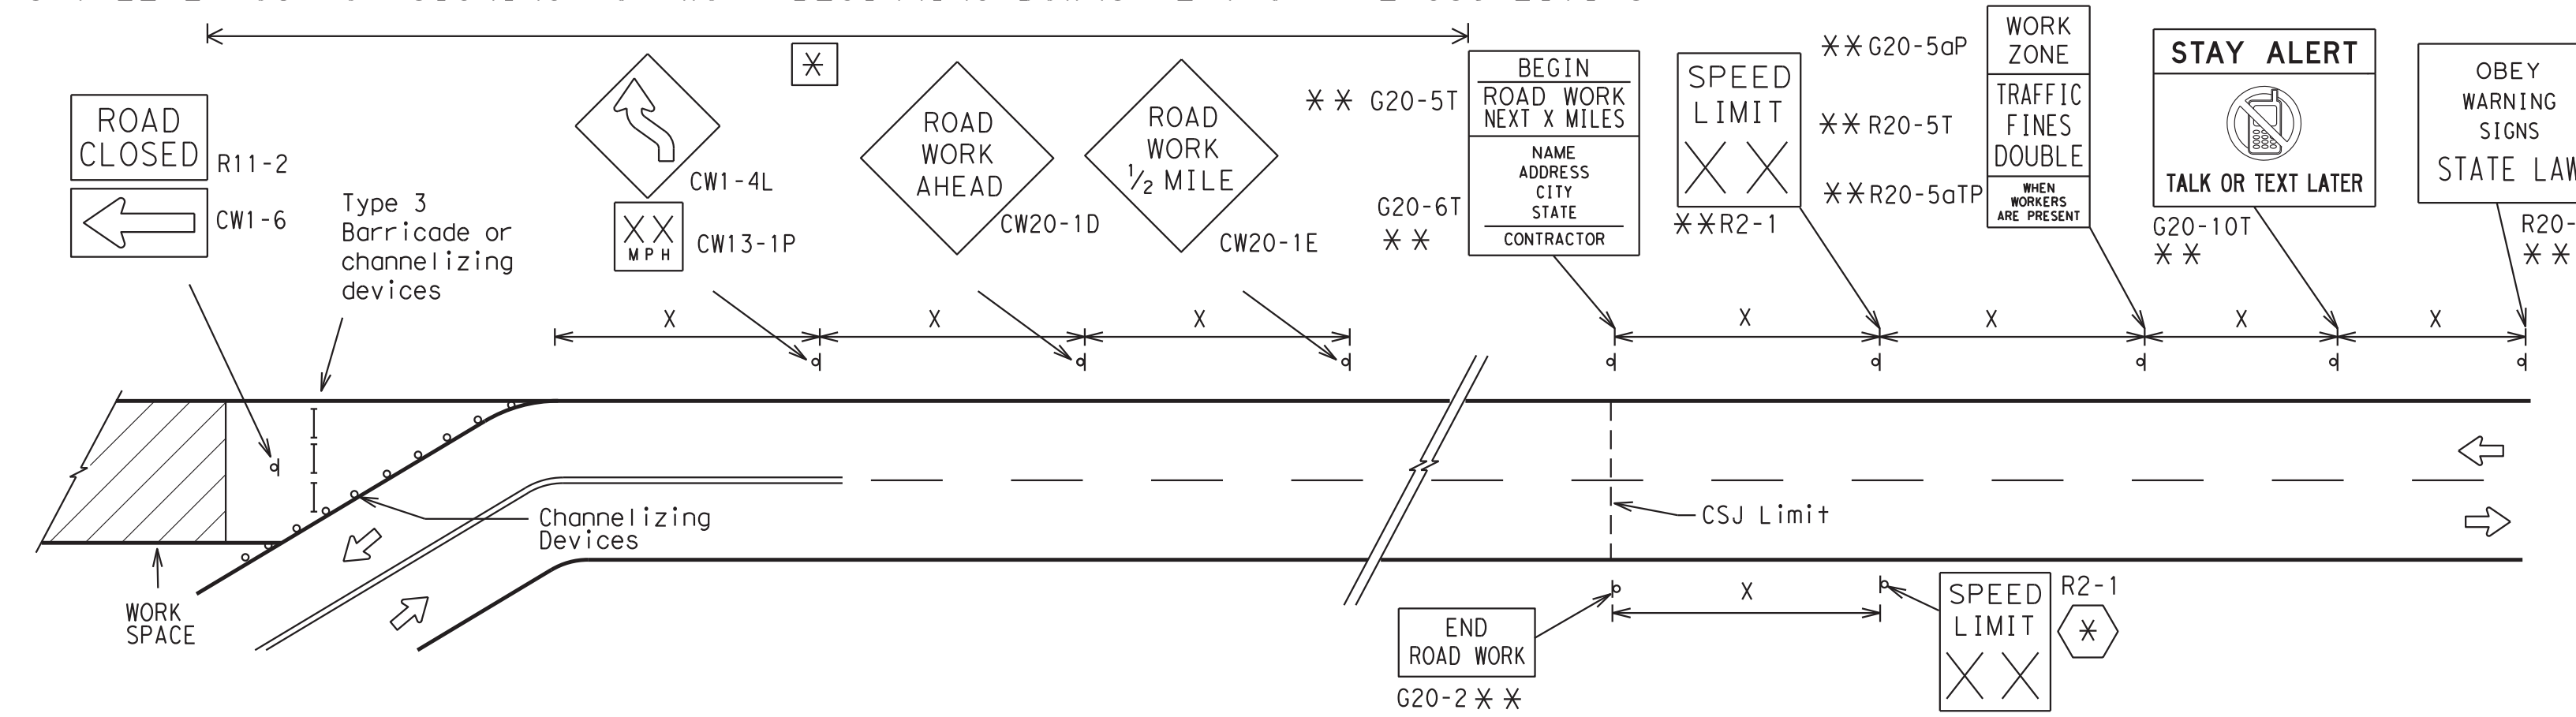 ROAD
CLOSED
R11-2
CW1-6
Type 3
Barricade or
channelizing
devices
CW1-4L
XX
MPH
CW13-1P
*
ROAD
WORK
AHEAD
CW20-1D
ROAD
WORK
1/2 MILE
CW20-1E
** G20-5T
BEGIN
ROAD WORK
NEXT X MILES
NAME
ADDRESS
CITY
STATE
CONTRACTOR
G20-6T
**
SPEED
LIMIT
XX
**R2-1
**G20-5aP
**R20-5T
**R20-5aTP
WORK
ZONE
TRAFFIC
FINES
DOUBLE
WHEN
WORKERS
ARE PRESENT
STAY ALERT
TALK OR TEXT LATER
G20-10T
**
OBEY
WARNING
SIGNS
STATE LAW
R20-
**
X
X
X
X
X
X
X
Channelizing
Devices
WORK
SPACE
CSJ Limit
X
END
ROAD WORK
G20-2 **
SPEED
LIMIT
XX
R2-1
*